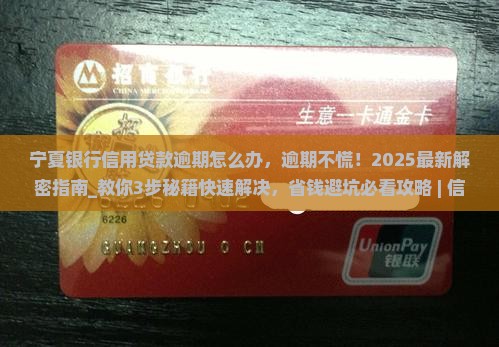 招商银行
CHINA MERCHANTS BANK
生意一卡通金卡
宁夏银行信用贷款逾期怎么办，逾期不慌！2025最新解
密指南_教你3步秘籍快速解决，省钱避坑必看攻略 | 信
6226
GUANGZHOU O CH
UnionPay
银联